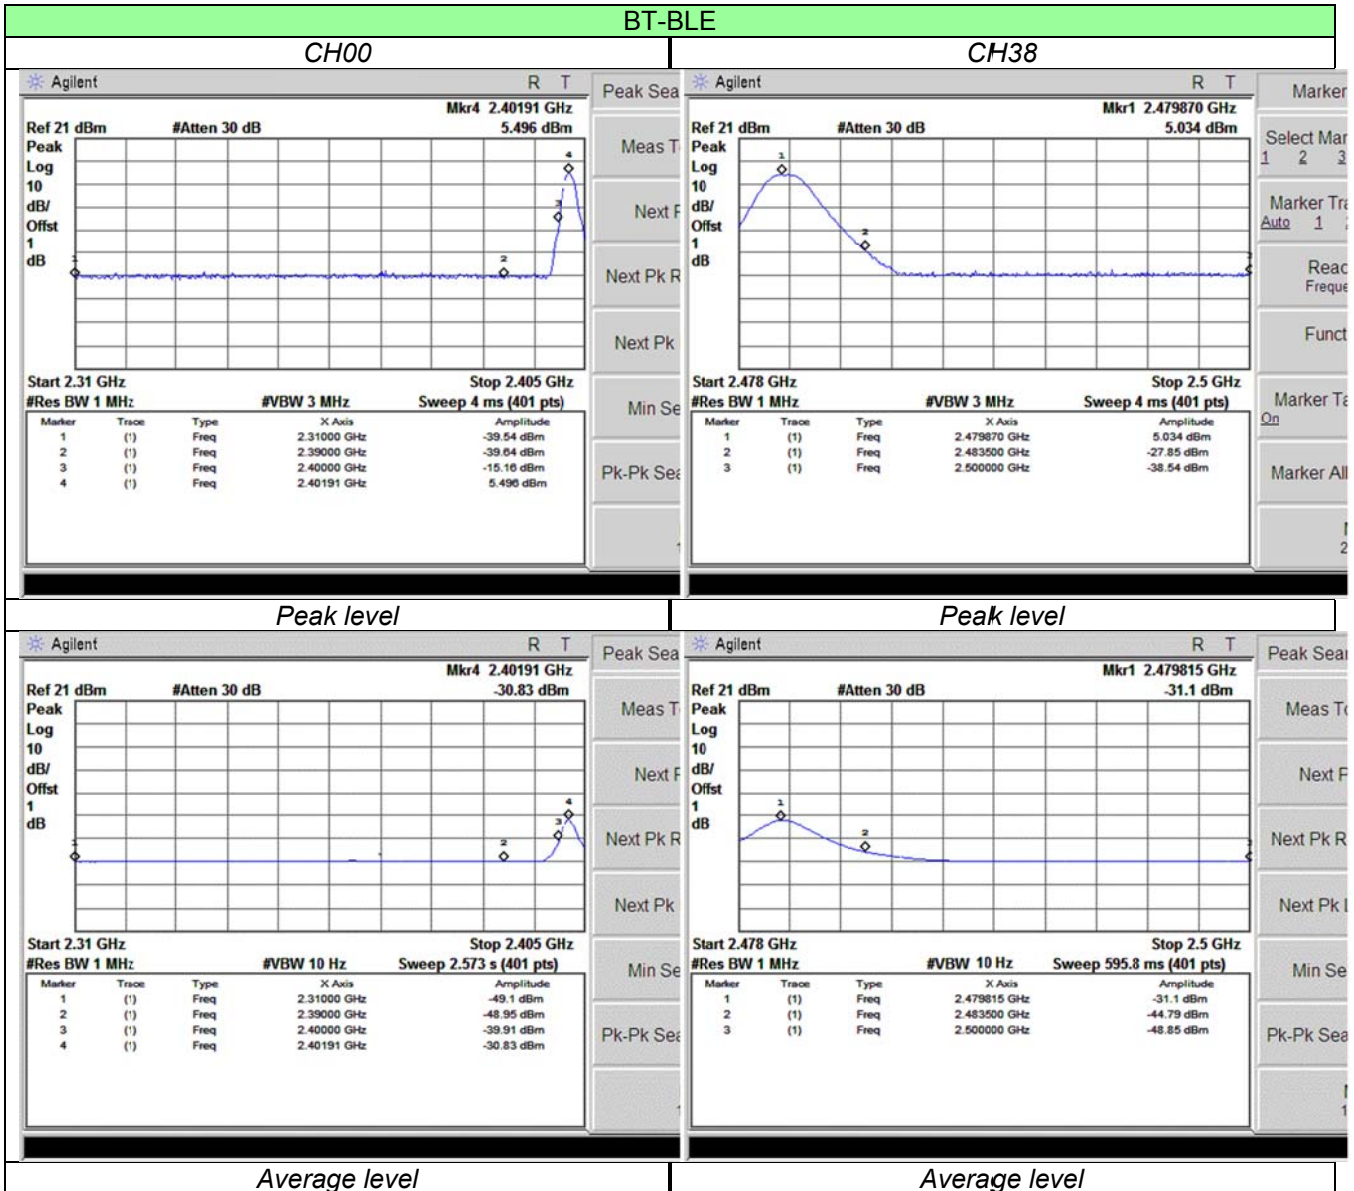 BT-BLE
CH00
CH38
Agilent
R T
Mkr4 2.40191 GHz
Ref 21 dBm #Atten 30 dB 5.496 dBm
Peak
Log
10
dB/
Offst
1
dB
4
3
2
1
Start 2.31 GHz Stop 2.405 GHz
#Res BW 1 MHz #VBW 3 MHz Sweep 4 ms (401 pts)
Marker Trace Type X Axis Amplitude
1 (1) Freq 2.31000 GHz -39.54 dBm
2 (1) Freq 2.39000 GHz -39.64 dBm
3 (1) Freq 2.40000 GHz -15.16 dBm
4 (1) Freq 2.40191 GHz 5.496 dBm
Peak Sea
Meas T
Next F
Next Pk R
Next Pk
Min Se
Pk-Pk Sea
Agilent
R T
Mkr1 2.479870 GHz
Ref 21 dBm #Atten 30 dB 5.034 dBm
Peak
Log
10
dB/
Offst
1
dB
1
2
Start 2.478 GHz Stop 2.5 GHz
#Res BW 1 MHz #VBW 3 MHz Sweep 4 ms (401 pts)
Marker Trace Type X Axis Amplitude
1 (1) Freq 2.479870 GHz 5.034 dBm
2 (1) Freq 2.483500 GHz -27.85 dBm
3 (1) Freq 2.500000 GHz -38.54 dBm
Marker
Select Mar
1 2 3
Marker Tra
Auto 1 2
Reac
Freque
Funct
Marker Ta
On
Marker All
2
Peak level
Peak level
Agilent
R T
Mkr4 2.40191 GHz
Ref 21 dBm #Atten 30 dB -30.83 dBm
Peak
Log
10
dB/
Offst
1
dB
4
3
2
1
Start 2.31 GHz Stop 2.405 GHz
#Res BW 1 MHz #VBW 10 Hz Sweep 2.573 s (401 pts)
Marker Trace Type X Axis Amplitude
1 (1) Freq 2.31000 GHz -49.1 dBm
2 (1) Freq 2.39000 GHz -48.95 dBm
3 (1) Freq 2.40000 GHz -39.91 dBm
4 (1) Freq 2.40191 GHz -30.83 dBm
Peak Sea
Meas T
Next F
Next Pk R
Next Pk
Min Se
Pk-Pk Sea
Agilent
R T
Mkr1 2.479815 GHz
Ref 21 dBm #Atten 30 dB -31.1 dBm
Peak
Log
10
dB/
Offst
1
dB
1
2
Start 2.478 GHz Stop 2.5 GHz
#Res BW 1 MHz #VBW 10 Hz Sweep 595.8 ms (401 pts)
Marker Trace Type X Axis Amplitude
1 (1) Freq 2.479815 GHz -31.1 dBm
2 (1) Freq 2.483500 GHz -44.79 dBm
3 (1) Freq 2.500000 GHz -48.85 dBm
Peak Sear
Meas To
Next P
Next Pk R
Next Pk L
Min Se
Pk-Pk Sea
1
Average level
Average level